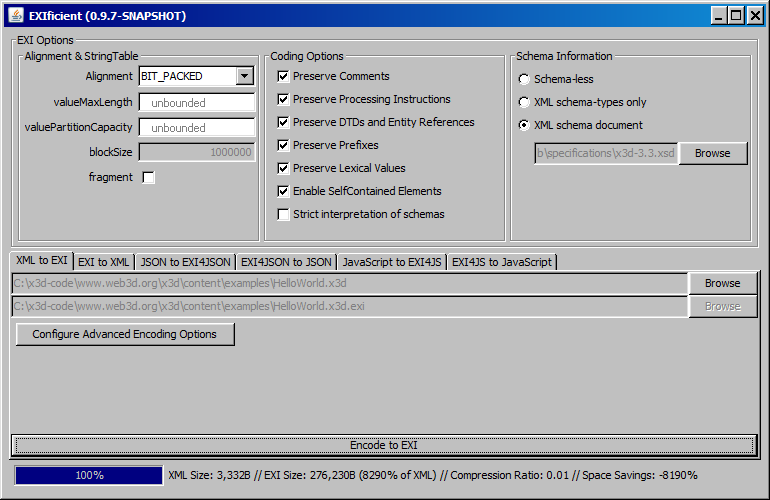 EXIficient (0.9.7-SNAPSHOT)
EXI Options
Alignment & StringTable
Alignment BIT_PACKED
valueMaxLength unbounded
valuePartitionCapacity unbounded
blockSize 1000000
fragment
Coding Options
Preserve Comments
Preserve Processing Instructions
Preserve DTDs and Entity References
Preserve Prefixes
Preserve Lexical Values
Enable SelfContained Elements
Strict interpretation of schemas
Schema Information
Schema-less
XML schema-types only
XML schema document
b\specifications\x3d-3.3.xsd Browse
XML to EXI EXI to XML JSON to EXI4JSON EXI4JSON to JSON JavaScript to EXI4JS EXI4JS to JavaScript
C:\x3d-code\www.web3d.org\x3d\content\examples\HelloWorld.x3d Browse
C:\x3d-code\www.web3d.org\x3d\content\examples\HelloWorld.x3d.exi Browse
Configure Advanced Encoding Options
Encode to EXI
100% XML Size: 3,332B // EXI Size: 276,230B (8290% of XML) // Compression Ratio: 0.01 // Space Savings: -8190%